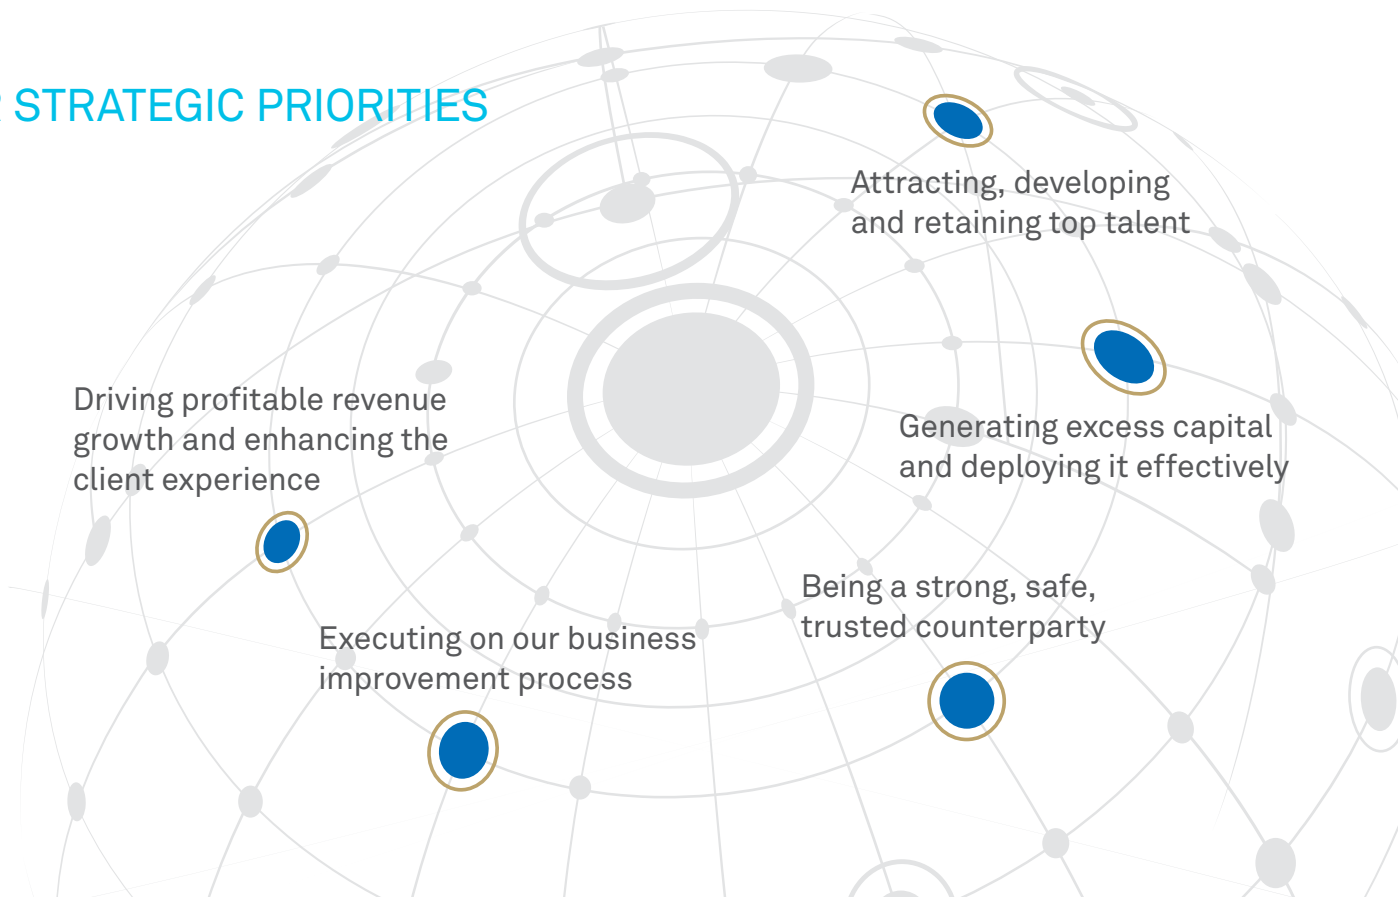 STRATEGIC PRIORITIES
Attracting, developing
and retaining top talent
Driving profitable revenue
growth and enhancing the
client experience
Generating excess capital
and deploying it effectively
Executing on our business
improvement process
Being a strong, safe,
trusted counterparty